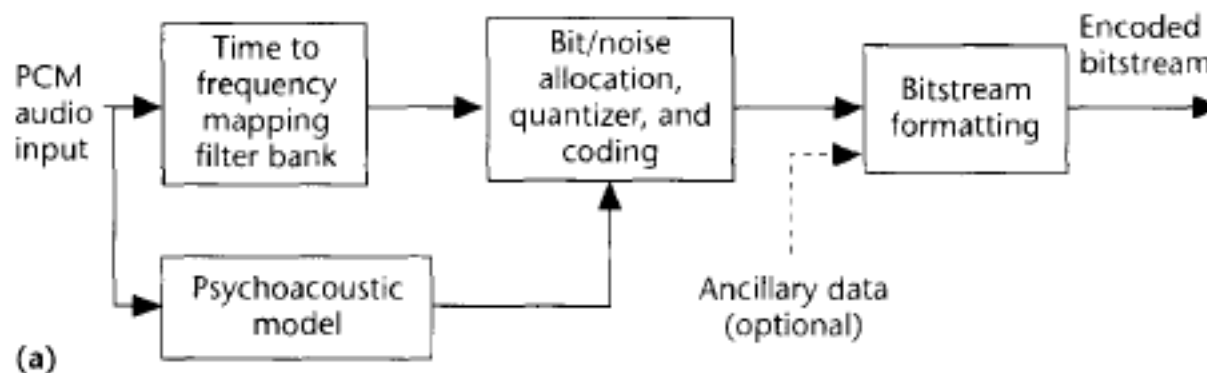 PCM
audio
input
Time to
frequency
mapping
filter bank
Bit/noise
allocation,
quantizer, and
coding
Bitstream
formatting
Encoded
bitstream
Psychoacoustic
model
Ancillary data
(optional)
(a)